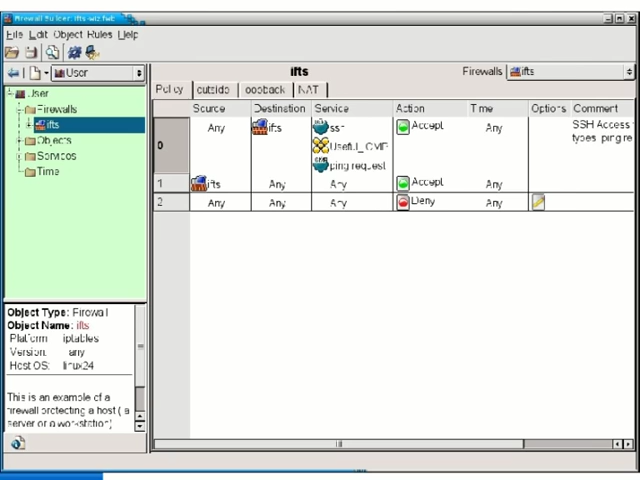 Firewall Builder: ifts-wiz.fwb
File Edit Object Rules Help
User
ifts
Firewalls
ifts
User
Firewalls
ifts
Objects
Services
Time
Policy outside loopback NAT
Source Destination Service Action Time Options Comment
0 Any ifts ssh Accept Any SSH Access
Useful_ICMP types ping re
ping request
1 ifts Any Any Accept Any
2 Any Any Any Deny Any
Object Type: Firewall
Object Name: ifts
Platform: iptables
Version: any
Host OS: linux24
This is an example of a
firewall protecting a host ( a
server or a workstation)